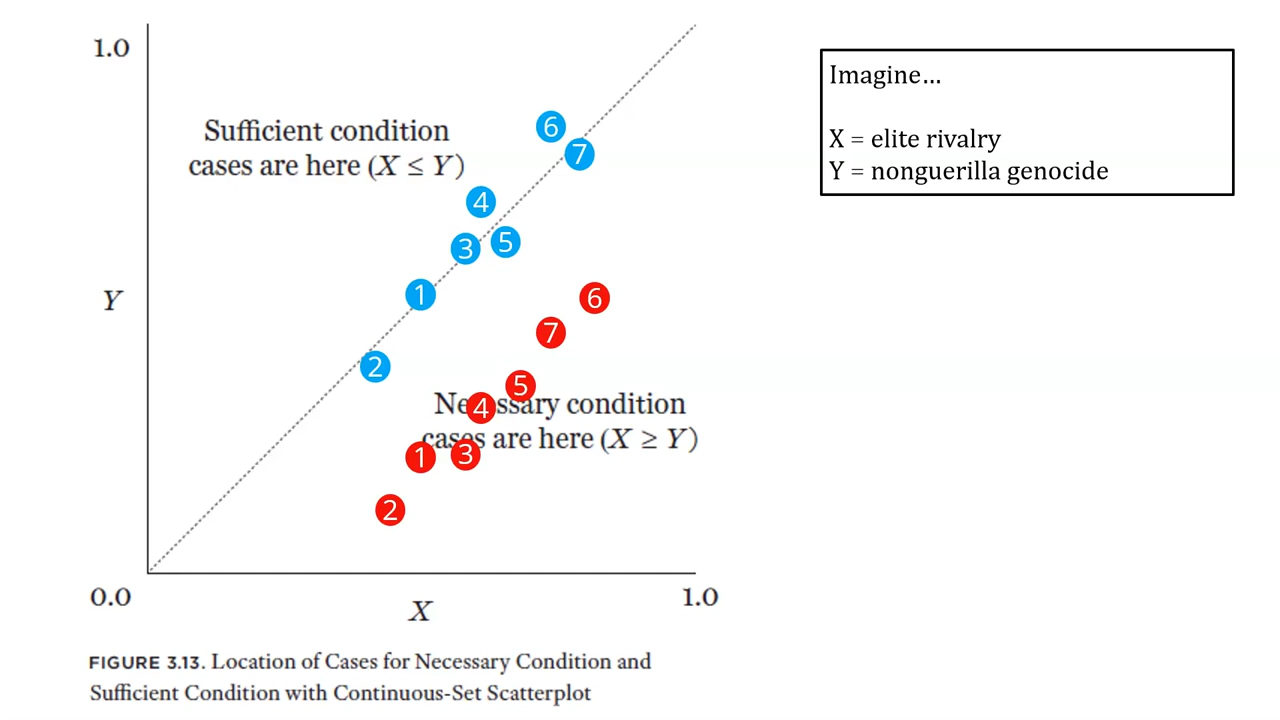 1.0
Sufficient condition
cases are here (X ≤ Y)
Y
6
7
4
3
5
1
2
6
7
5
4
1
3
2
Necessary condition
cases are here (X ≥ Y)
0.0
X
1.0
FIGURE 3.13. Location of Cases for Necessary Condition and
Sufficient Condition with Continuous-Set Scatterplot
Imagine…
X = elite rivalry
Y = nonguerilla genocide